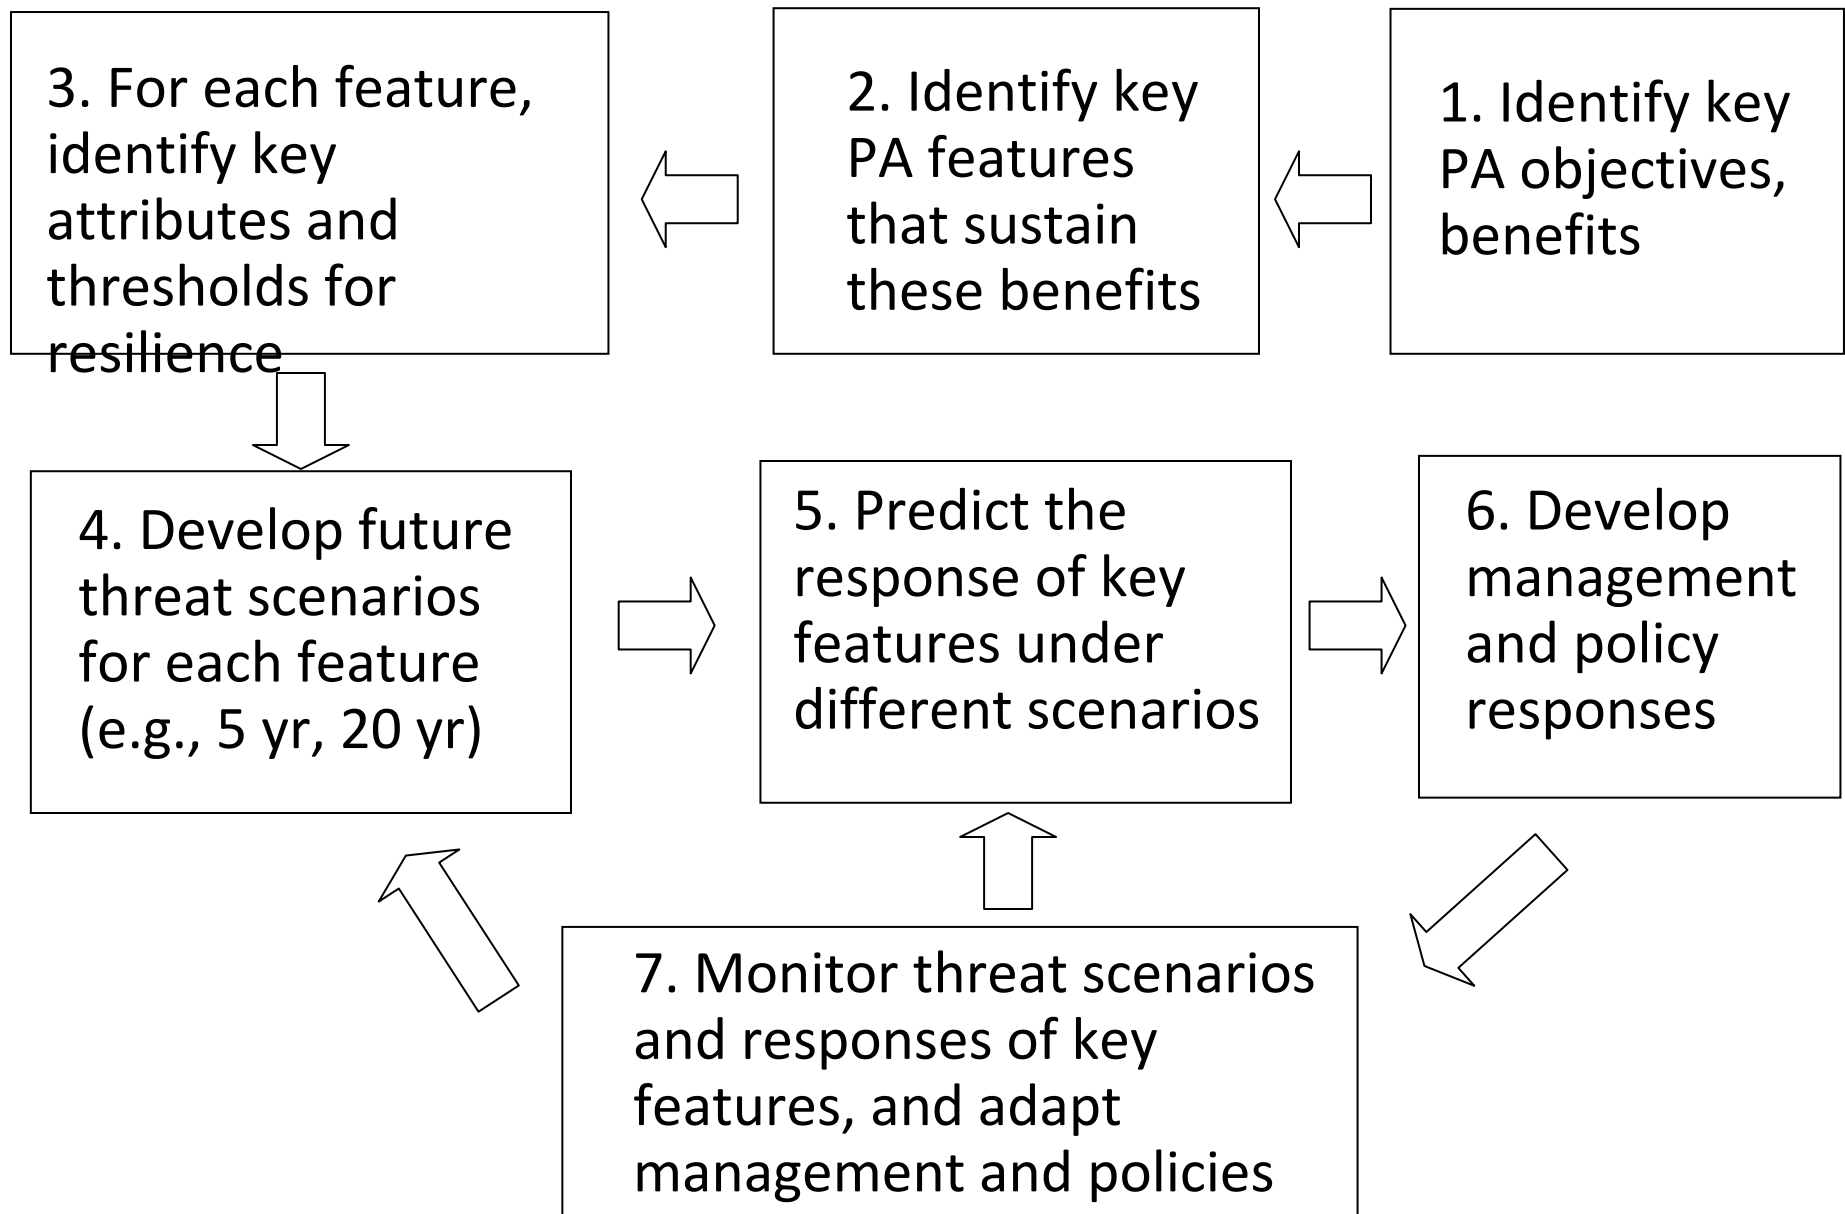 3. For each feature,
identify key
attributes and
thresholds for
resilience
2. Identify key
PA features
that sustain
these benefits
1. Identify key
PA objectives,
benefits
4. Develop future
threat scenarios
for each feature
(e.g., 5 yr, 20 yr)
5. Predict the
response of key
features under
different scenarios
6. Develop
management
and policy
responses
7. Monitor threat scenarios
and responses of key
features, and adapt
management and policies